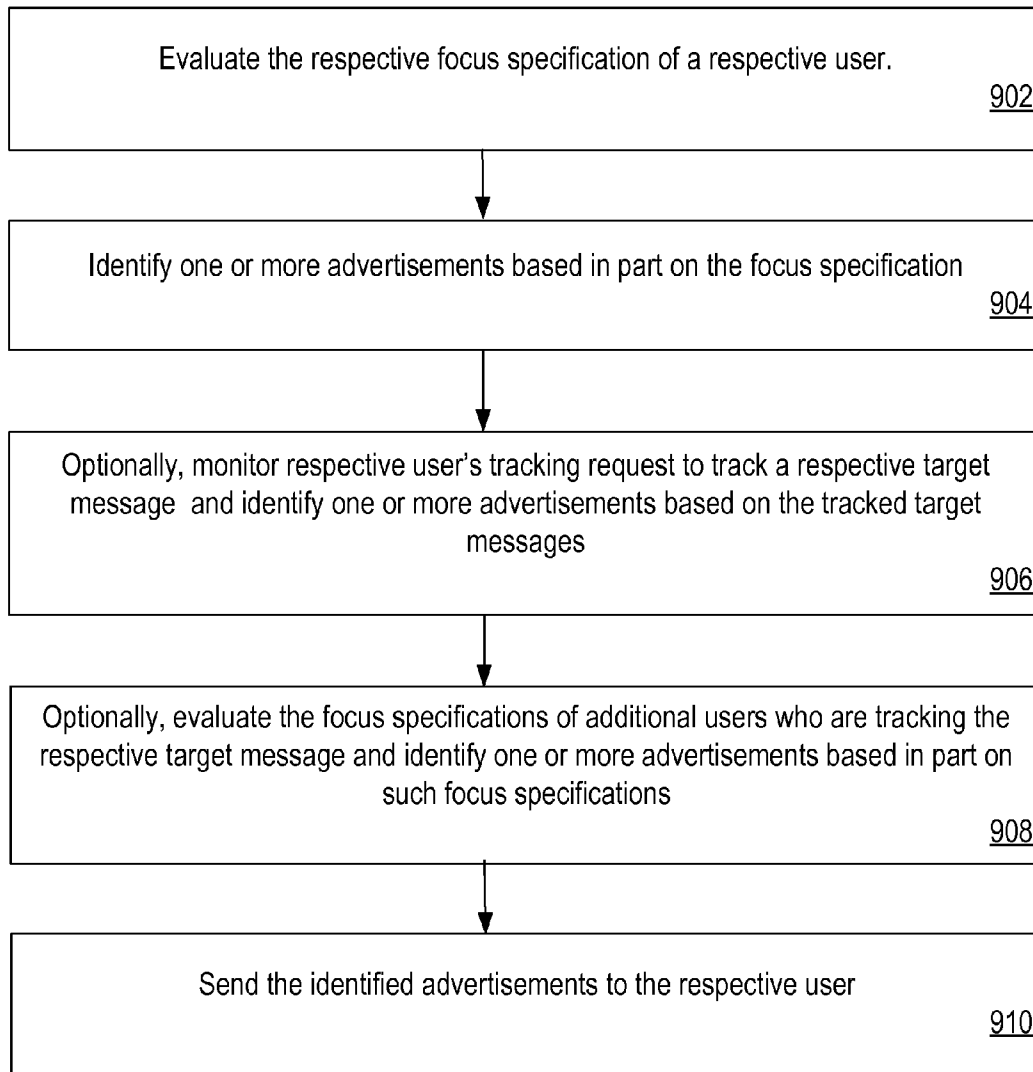 Evaluate the respective focus specification of a respective user.
902
Identify one or more advertisements based in part on the focus specification
904
Optionally, monitor respective user's tracking request to track a respective target
message and identify one or more advertisements based on the tracked target
messages
906
Optionally, evaluate the focus specifications of additional users who are tracking the
respective target message and identify one or more advertisements based in part on
such focus specifications
908
Send the identified advertisements to the respective user
910